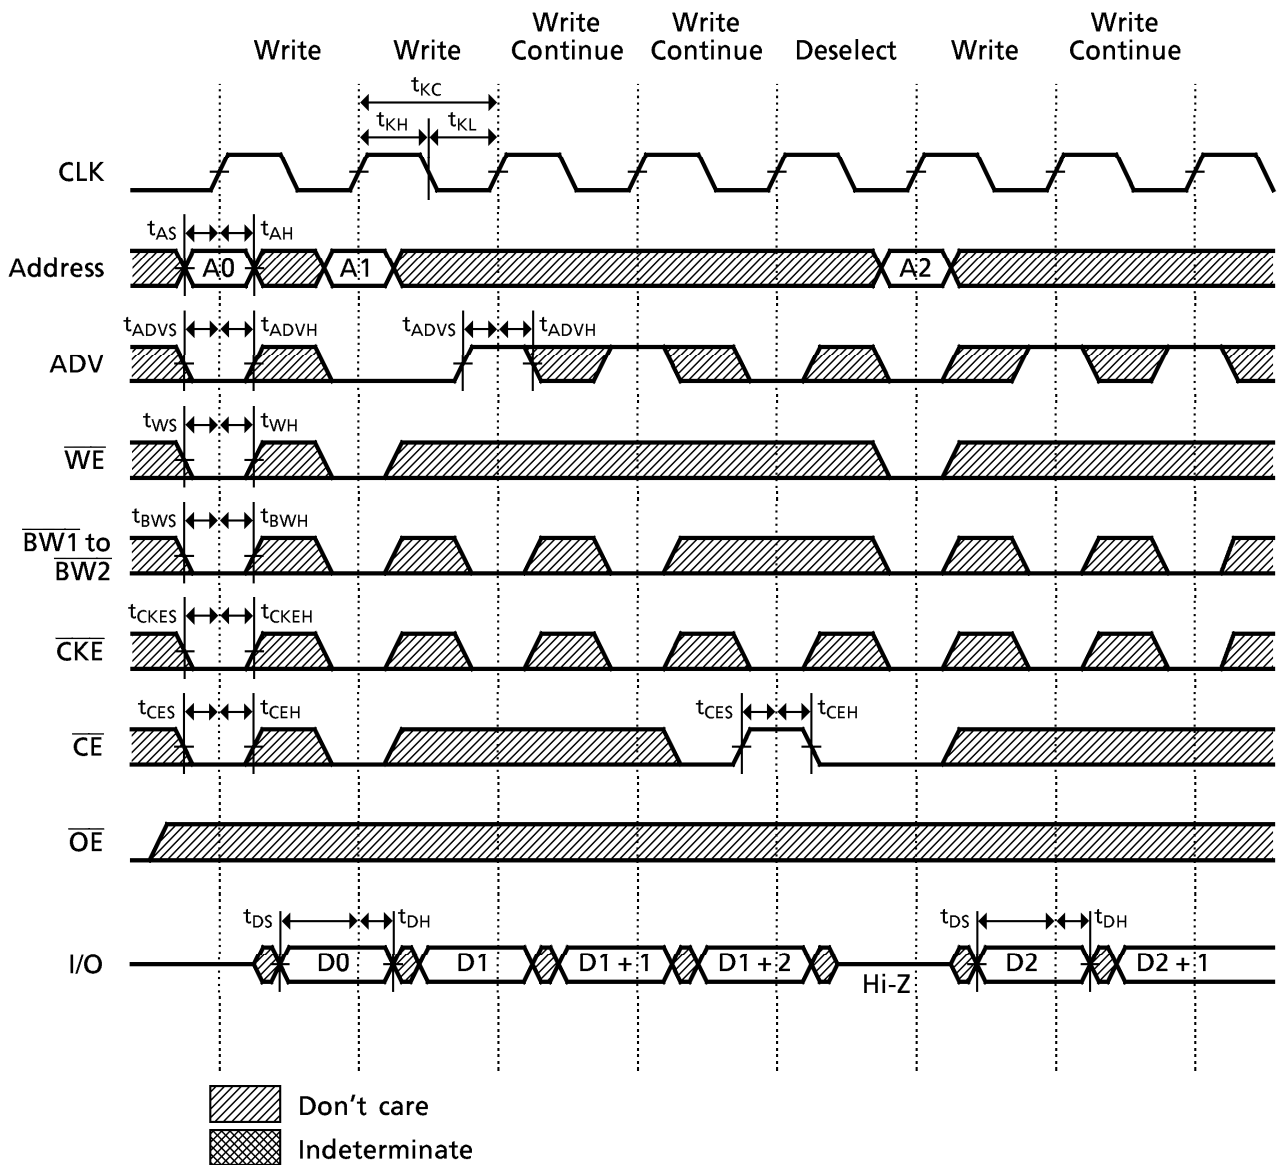 Write Write Write Continue Write Continue Deselect Write Write Continue
tKC
tKH tKL
CLK
tAS tAH
Address A0 A1 A2
tADVS tADVH tADVS tADVH
ADV
tWS tWH
WE
tBWS tBWH
BW1 to
BW2
tCKES tCKEH
CKE
tCES tCEH tCES tCEH
CE
OE
tDS tDH tDS tDH
I/O D0 D1 D1 + 1 D1 + 2 D2 D2 + 1
Hi-Z
Don't care
Indeterminate